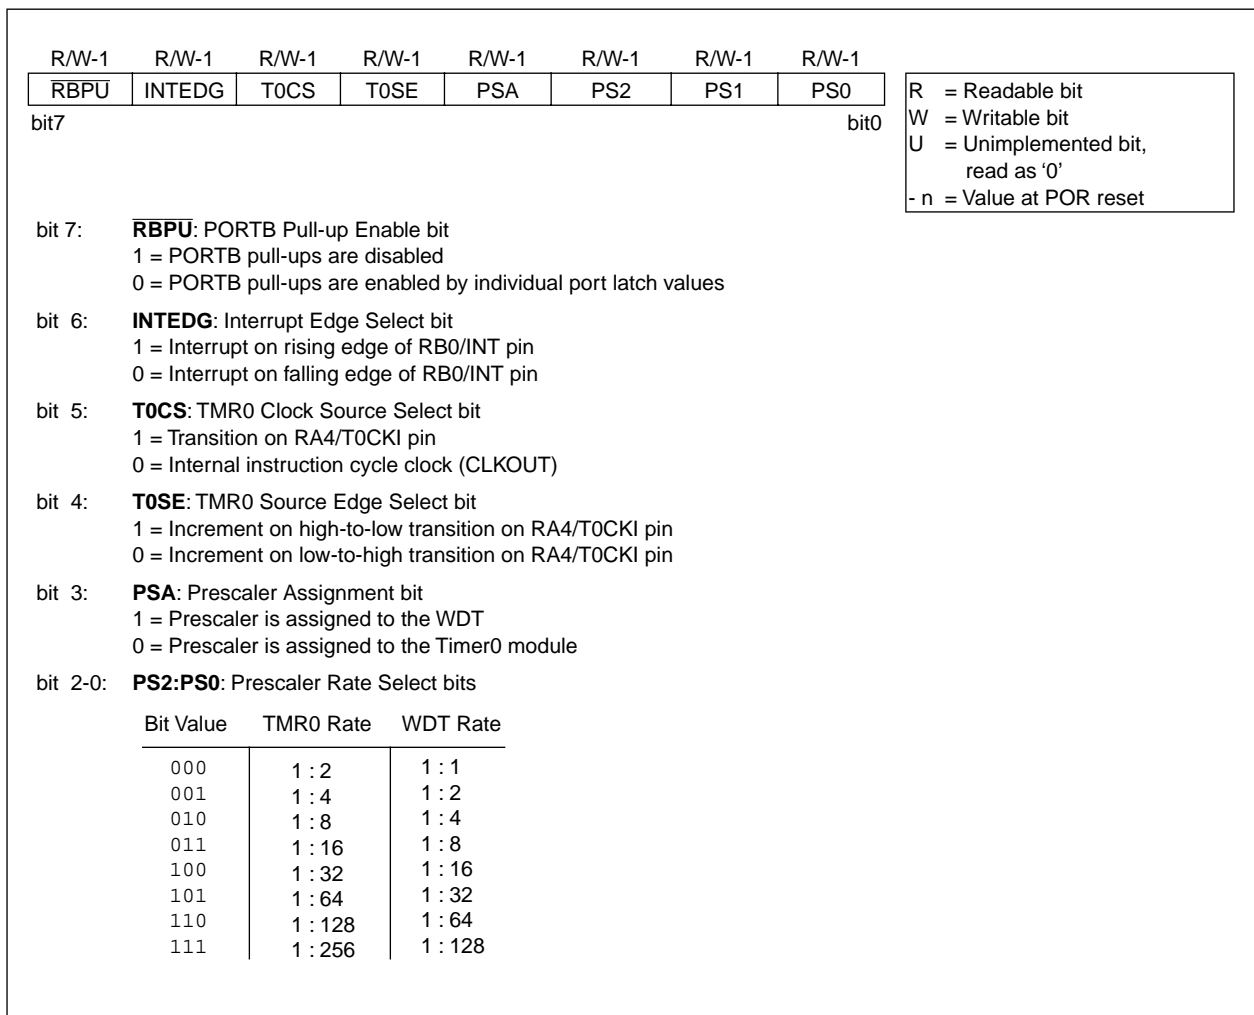 R/W-1 R/W-1 R/W-1 R/W-1 R/W-1 R/W-1 R/W-1 R/W-1
RBPU INTEDG T0CS T0SE PSA PS2 PS1 PS0
bit7 bit0
R = Readable bit
W = Writable bit
U = Unimplemented bit,
read as ‘0’
- n = Value at POR reset
bit 7: RBPU: PORTB Pull-up Enable bit
1 = PORTB pull-ups are disabled
0 = PORTB pull-ups are enabled by individual port latch values
bit 6: INTEDG: Interrupt Edge Select bit
1 = Interrupt on rising edge of RB0/INT pin
0 = Interrupt on falling edge of RB0/INT pin
bit 5: T0CS: TMR0 Clock Source Select bit
1 = Transition on RA4/T0CKI pin
0 = Internal instruction cycle clock (CLKOUT)
bit 4: T0SE: TMR0 Source Edge Select bit
1 = Increment on high-to-low transition on RA4/T0CKI pin
0 = Increment on low-to-high transition on RA4/T0CKI pin
bit 3: PSA: Prescaler Assignment bit
1 = Prescaler is assigned to the WDT
0 = Prescaler is assigned to the Timer0 module
bit 2-0: PS2:PS0: Prescaler Rate Select bits
Bit Value TMR0 Rate WDT Rate
000 1 : 2 1 : 1
001 1 : 4 1 : 2
010 1 : 8 1 : 4
011 1 : 16 1 : 8
100 1 : 32 1 : 16
101 1 : 64 1 : 32
110 1 : 128 1 : 64
111 1 : 256 1 : 128